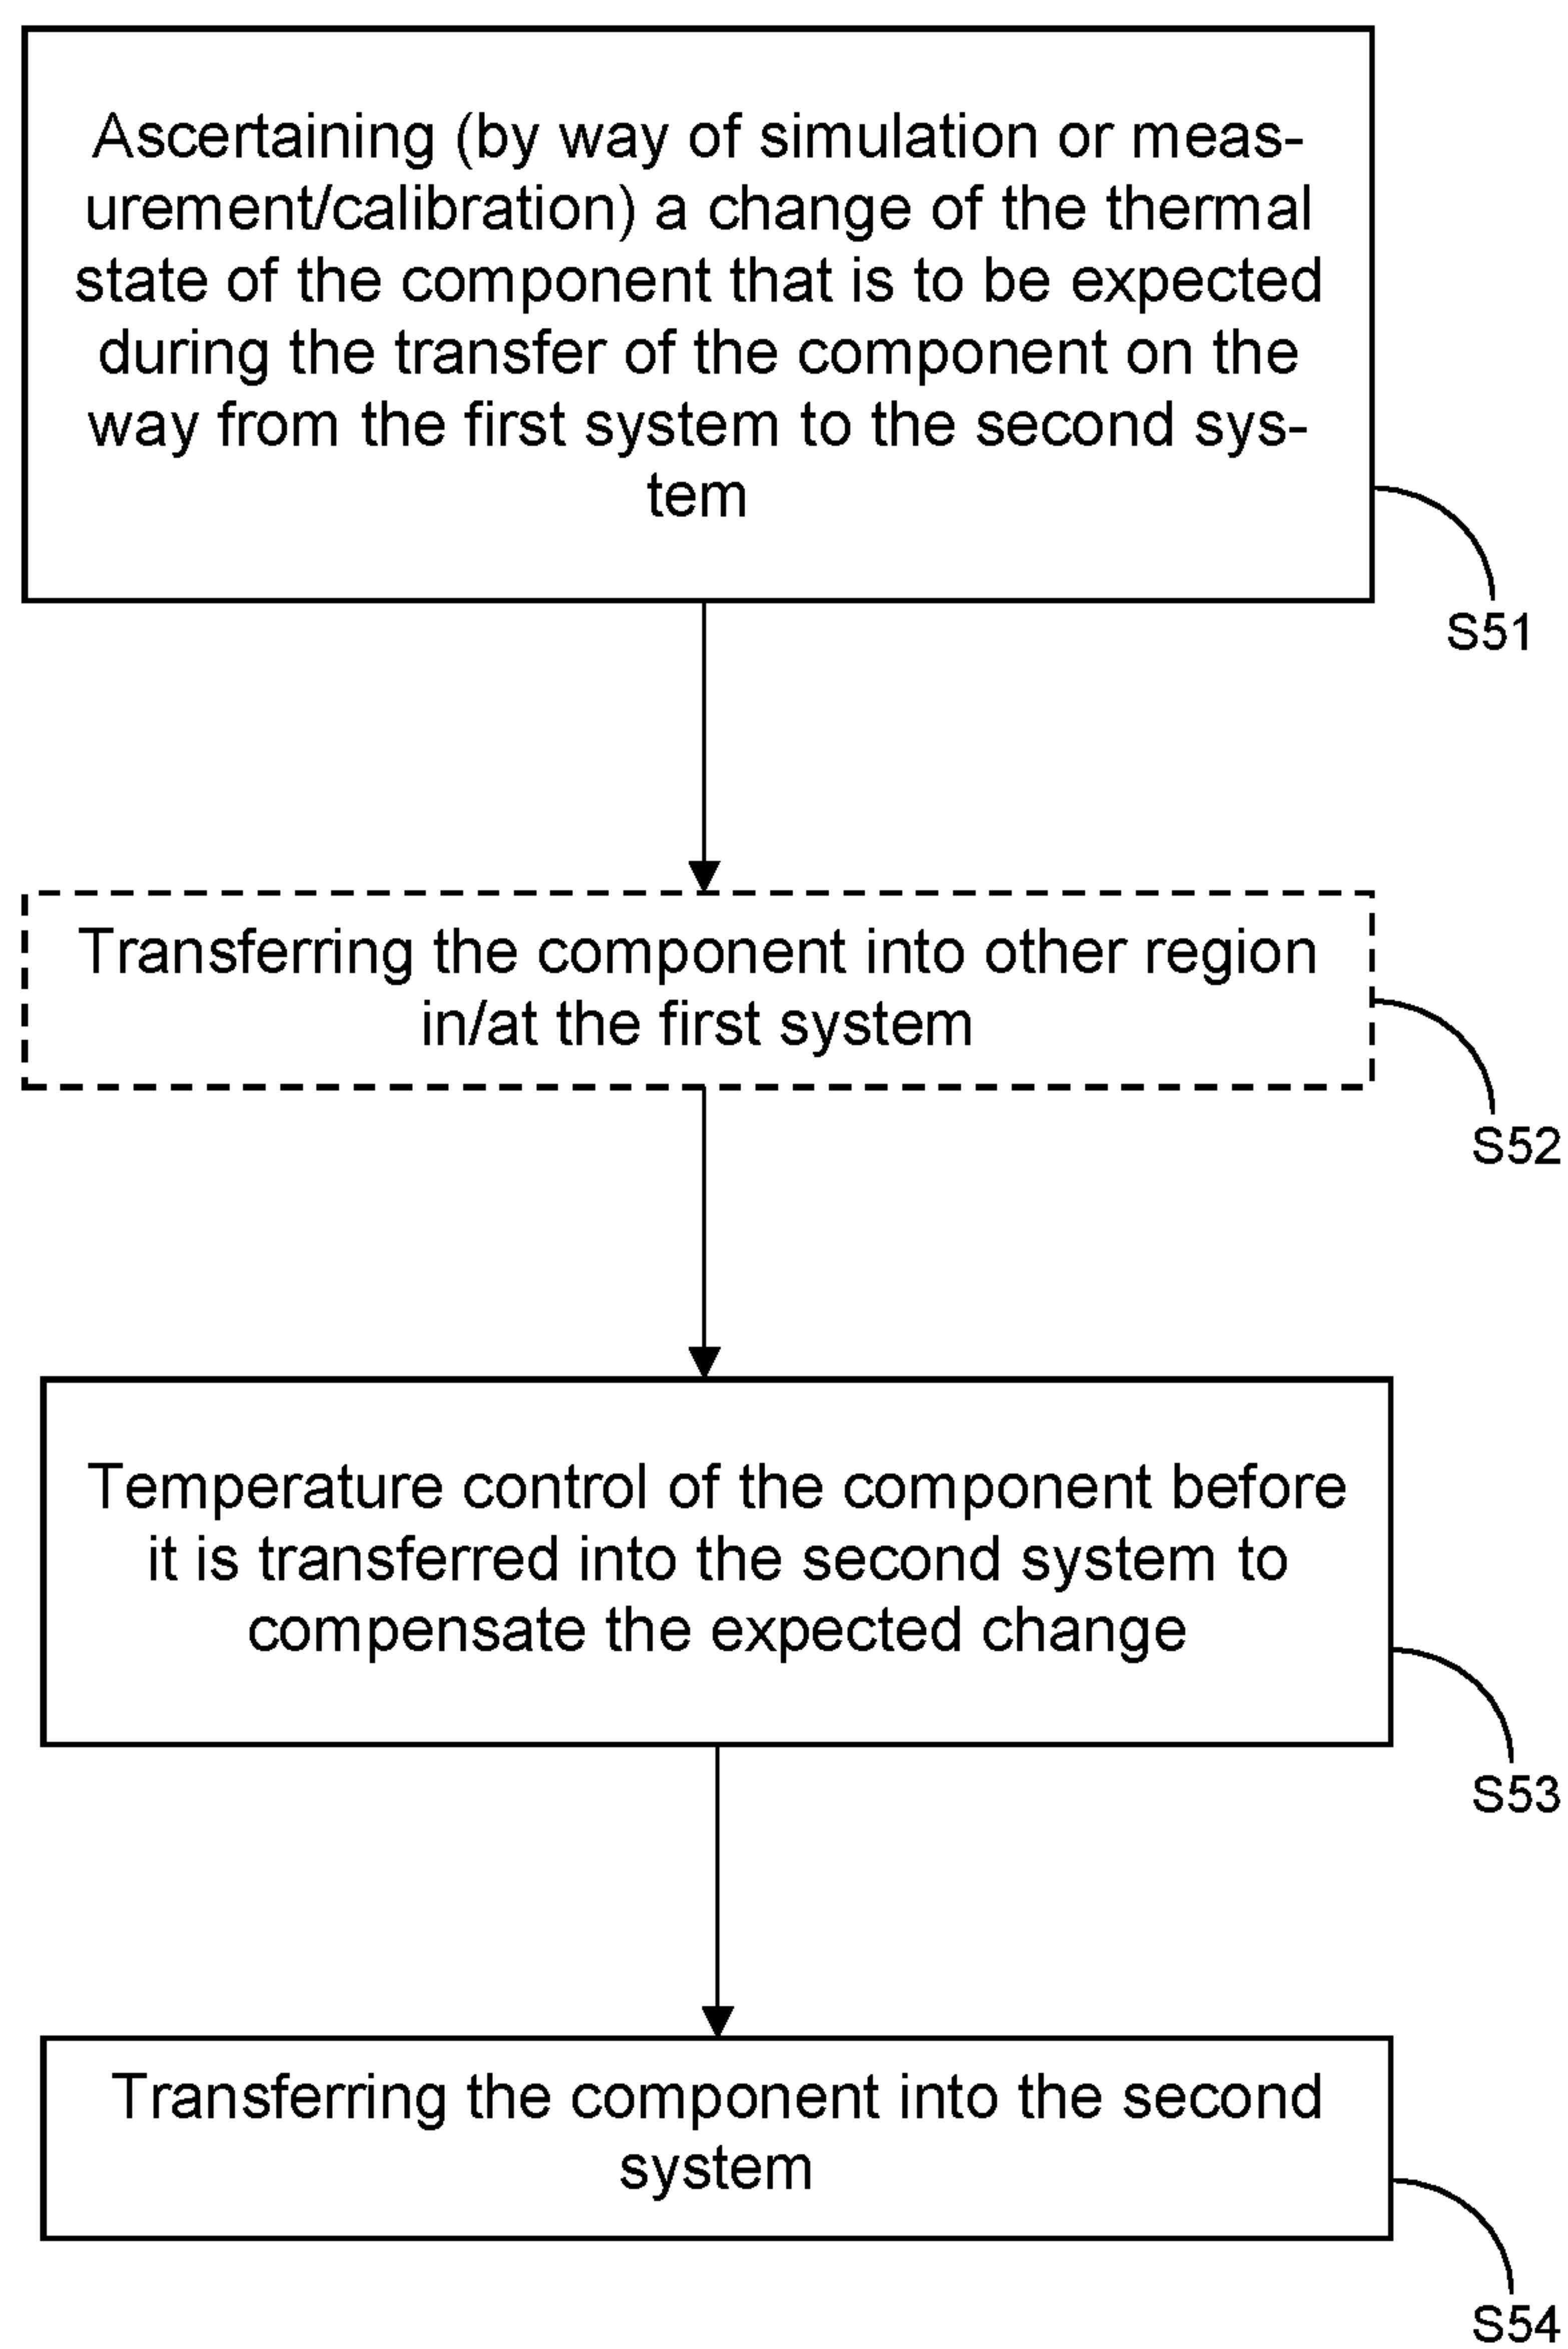 Ascertaining (by way of simulation or meas-
urement/calibration) a change of the thermal
state of the component that is to be expected
during the transfer of the component on the
way from the first system to the second sys-
tem
S51
Transferring the component into other region
in/at the first system
S52
Temperature control of the component before
it is transferred into the second system to
compensate the expected change
S53
Transferring the component into the second
system
S54